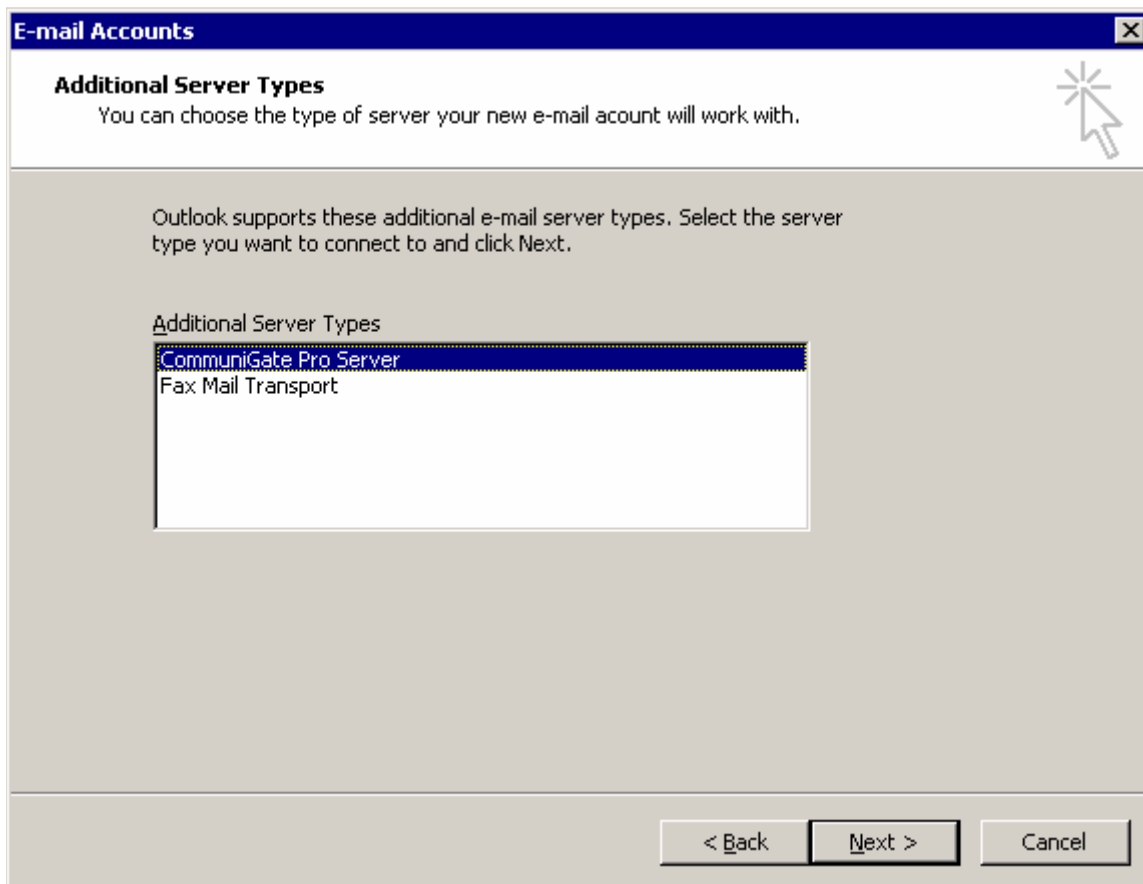 E-mail Accounts
Additional Server Types
You can choose the type of server your new e-mail acount will work with.
Outlook supports these additional e-mail server types. Select the server
type you want to connect to and click Next.
Additional Server Types
CommuniGate Pro Server
Fax Mail Transport
< Back
Next >
Cancel